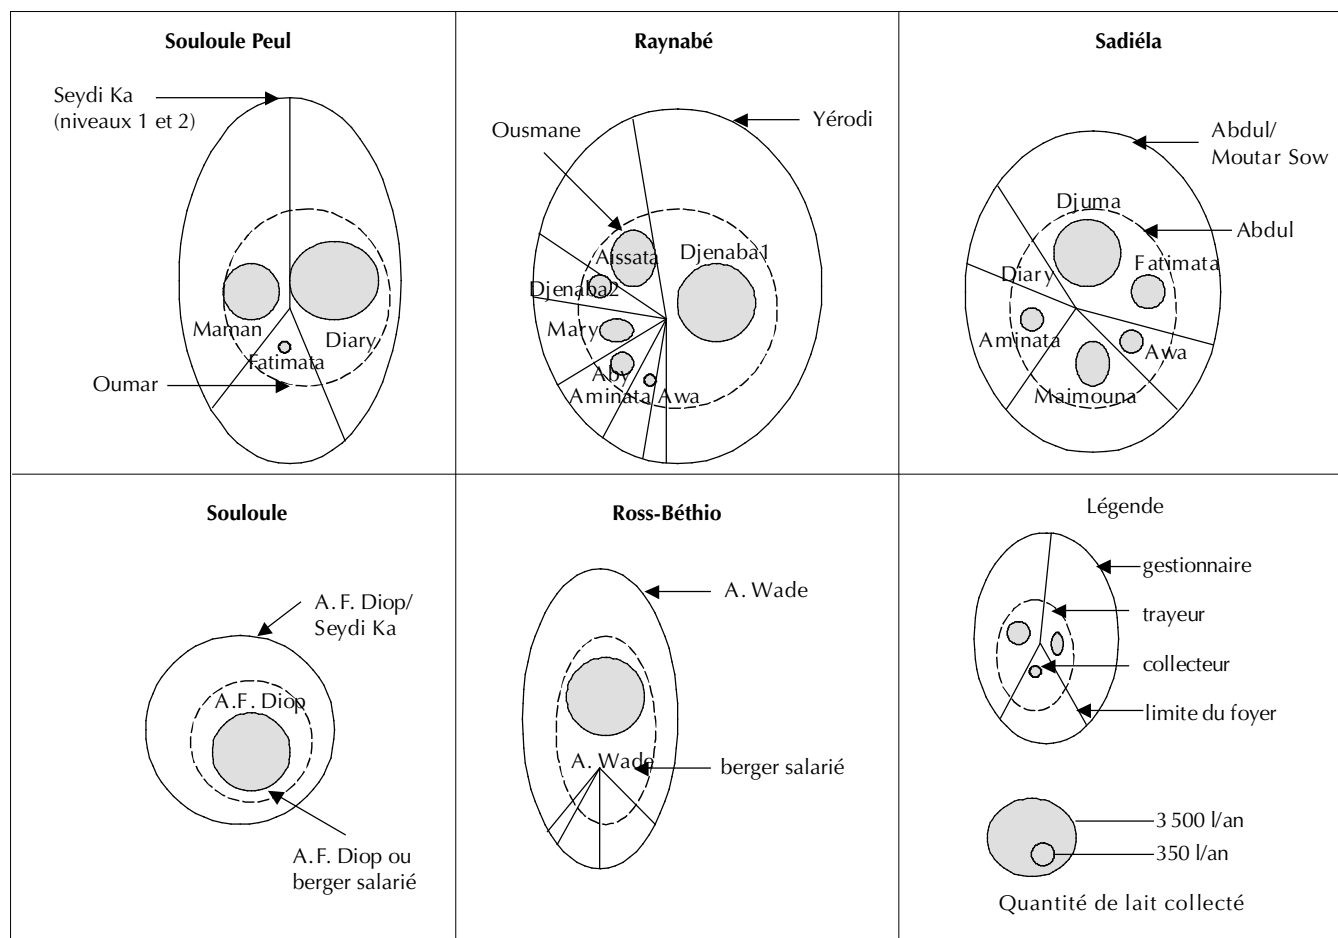 Souloule Peul
Seydi Ka
(niveaux 1 et 2)
Maman
Diary
Fatimata
Oumar
Raynabé
Ousmane
Yérodi
Aissata
Djenaba1
Djenaba2
Mary
Aby
Aminata
Awa
Sadiéla
Abdul/
Moutar Sow
Djuma
Abdul
Fatimata
Diary
Aminata
Awa
Maimouna
Souloule
A. F. Diop/
Seydi Ka
A.F. Diop
A.F. Diop ou
berger salarié
Ross-Béthio
A. Wade
A. Wade
berger salarié
Légende
gestionnaire
trayeur
collecteur
limite du foyer
3 500 l/an
350 l/an
Quantité de lait collecté